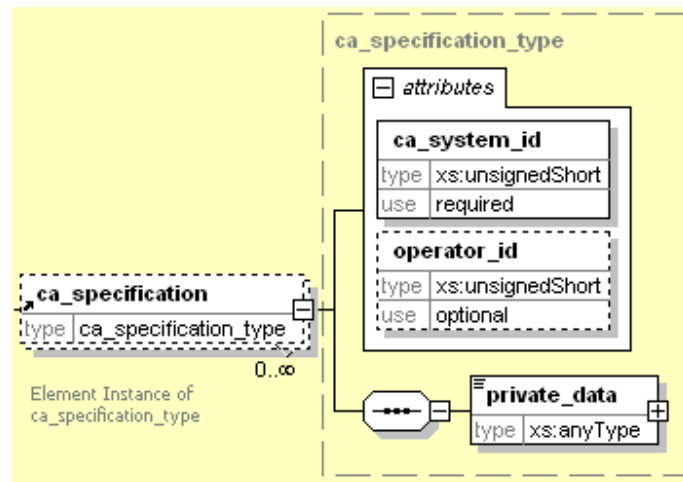 ca_specification_type
attributes
ca_system_id
type xs:unsignedShort
use required
operator_id
type xs:unsignedShort
use optional
ca_specification
type ca_specification_type
0..∞
Element Instance of
ca_specification_type
private_data
type xs:anyType